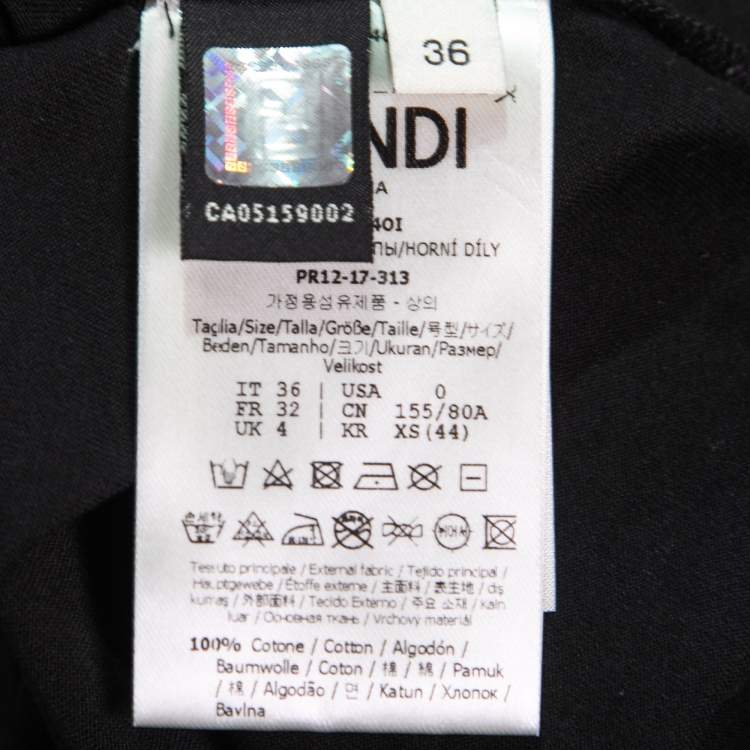 36
NDI
A
CA05159002
40I
ПЫ/HORNÍ DÍLY
PR12-17-313
가정용섬유제품 - 상의
Taglia/Size/Talla/Größe/Taille/号型/サイズ/
Beden/Tamanho/크기/Ukuran/Размер/
Velikost
IT 36 | USA 0
FR 32 | CN 155/80A
UK 4 | KR XS(44)
손세탁
Tessuto principale / External fabric / Tejido principal /
Hauptgewebe / Étoffe externe / 主面料 / 表生地 / dış
kumaş / 外部面料 / Tecido Externo / 주요 소재 / kain
luar / Основная ткань / Vrchový materiál
100% Cotone / Cotton / Algodón /
Baumwolle / Coton / 棉 / 綿 / Pamuk
/ 棉 / Algodão / 면 / Katun / Хлопок /
Bavlna